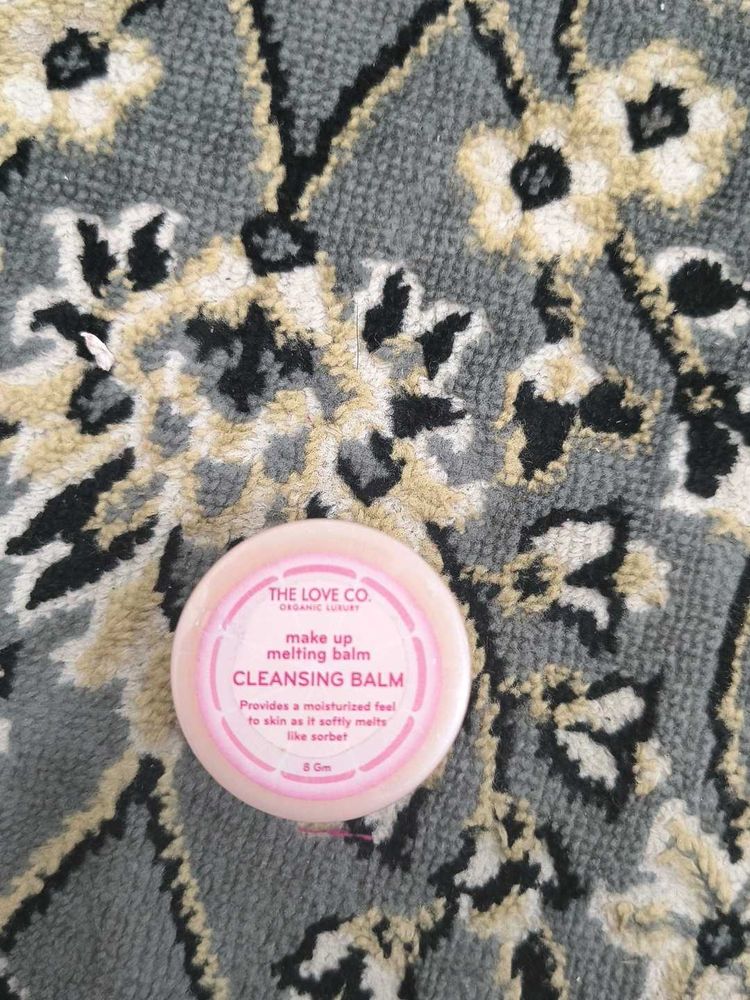 THE LOVE CO.
ORGANIC LUXURY
make up
melting balm
CLEANSING BALM
Provides a moisturized feel
to skin as it softly melts
like sorbet
8 Gm